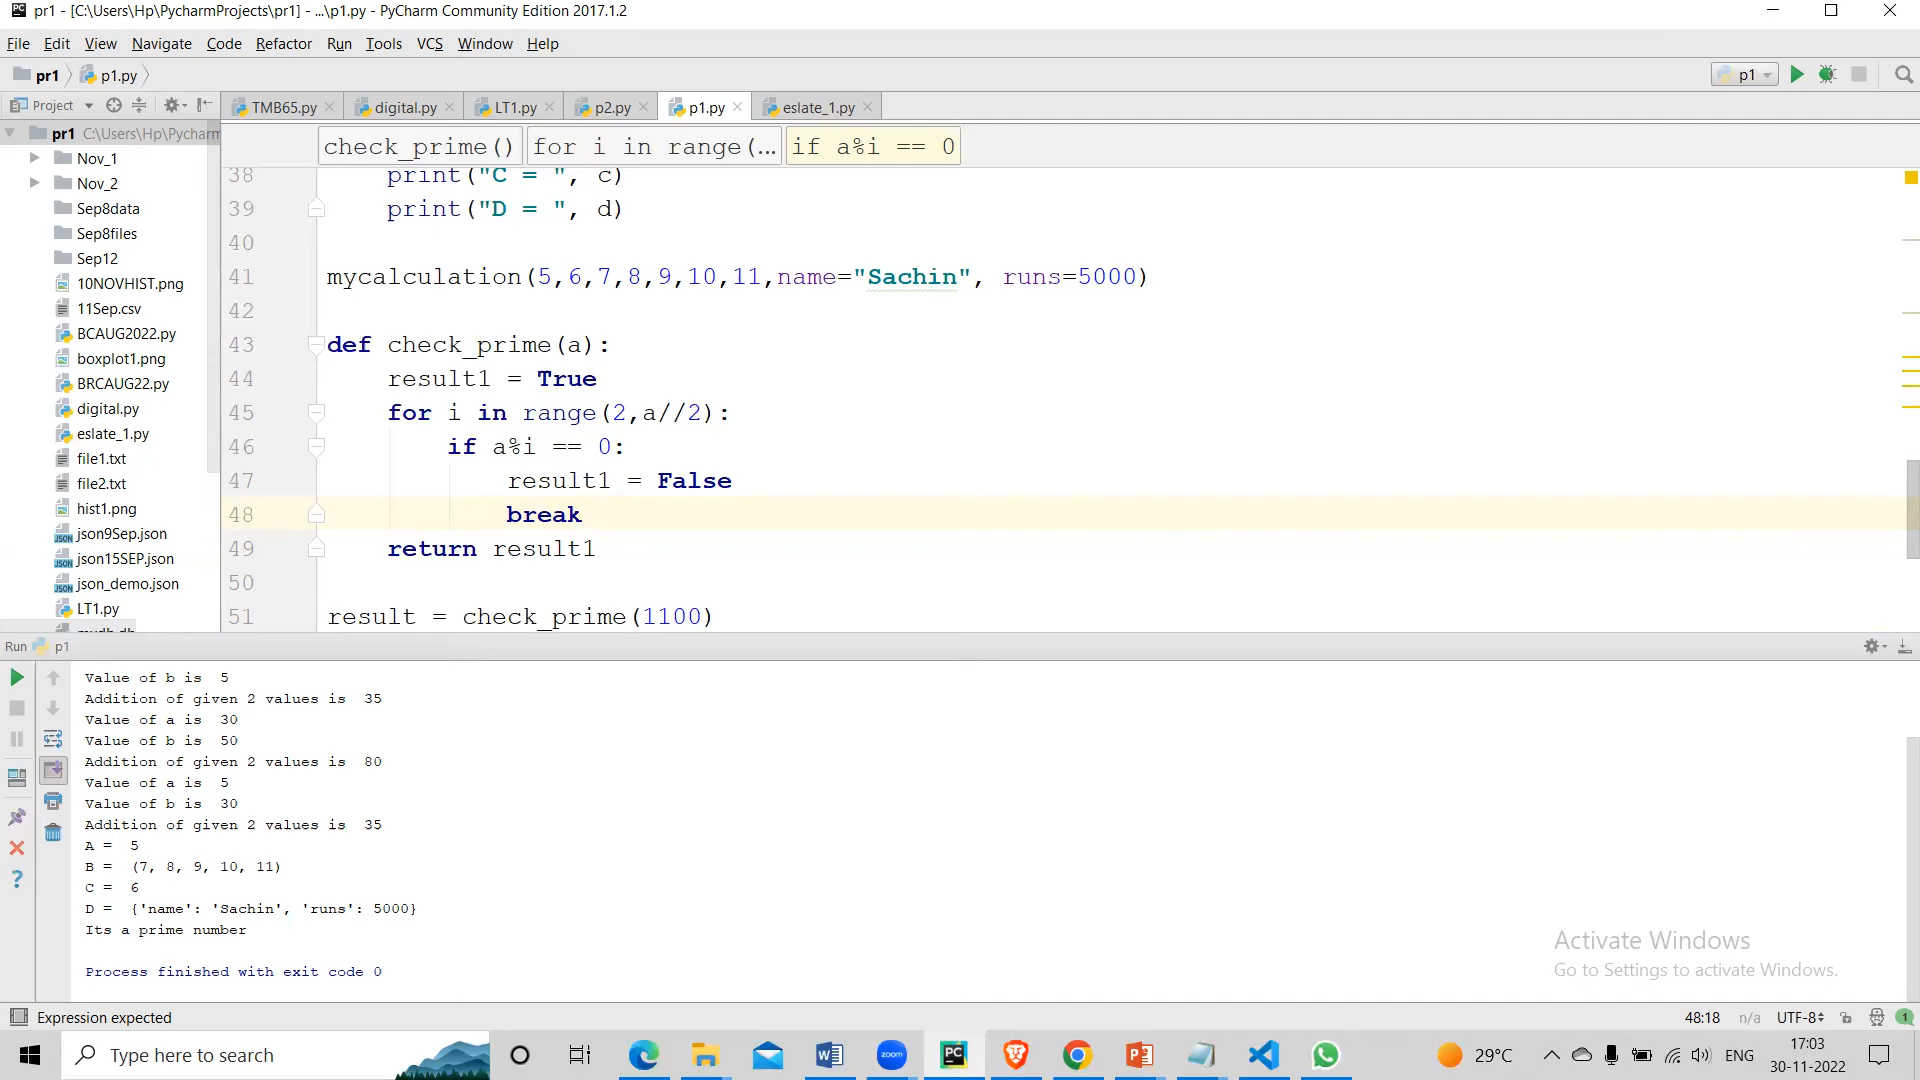 pr1 - [C:\Users\Hp\PycharmProjects\pr1] - ...\p1.py - PyCharm Community Edition 2017.1.2
File Edit View Navigate Code Refactor Run Tools VCS Window Help
pr1 p1.py p1
Project TMB65.py digital.py LT1.py p2.py p1.py eslate_1.py
pr1 C:\Users\Hp\Pycharm
Nov_1
Nov_2
Sep8data
Sep8files
Sep12
10NOVHIST.png
11Sep.csv
BCAUG2022.py
boxplot1.png
BRCAUG22.py
digital.py
eslate_1.py
file1.txt
file2.txt
hist1.png
json9Sep.json
json15SEP.json
json_demo.json
LT1.py
check_prime() for i in range(... if a%i == 0
38 print("C = ", c)
39 print("D = ", d)
40
41 mycalculation(5,6,7,8,9,10,11,name="Sachin", runs=5000)
42
43 def check_prime(a):
44 result1 = True
45 for i in range(2,a//2):
46 if a%i == 0:
47 result1 = False
48 break
49 return result1
50
51 result = check_prime(1100)
Run p1
Value of b is  5
Addition of given 2 values is  35
Value of a is  30
Value of b is  50
Addition of given 2 values is  80
Value of a is  5
Value of b is  30
Addition of given 2 values is  35
A =  5
B =  (7, 8, 9, 10, 11)
C =  6
D =  {'name': 'Sachin', 'runs': 5000}
Its a prime number
Process finished with exit code 0
Activate Windows
Go to Settings to activate Windows.
Expression expected 48:18 n/a UTF-8 1
Type here to search zoom 29°C ENG 17:03
30-11-2022